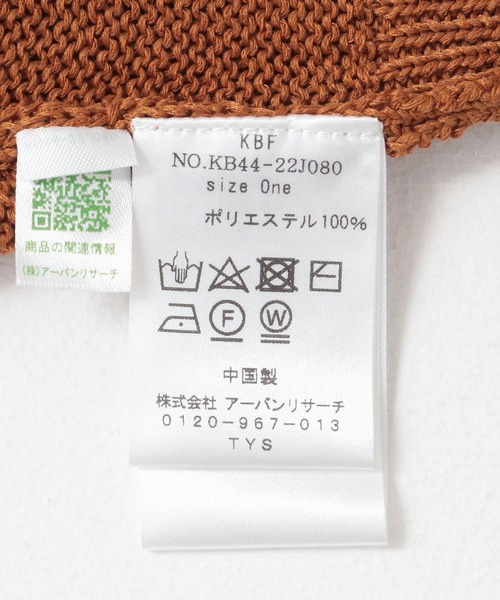 KBF
NO.KB44-22J080
size One
ポリエステル100%
F
W
中国製
株式会社 アーバンリサーチ
0120-967-013
TYS
商品の関連情報
(株)アーバンリサーチ